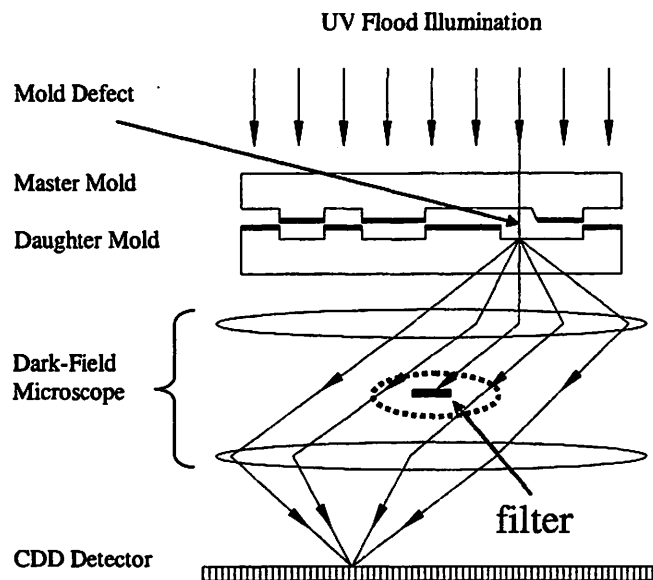 UV Flood Illumination
Mold Defect
Master Mold
Daughter Mold
Dark-Field
Microscope
filter
CDD Detector